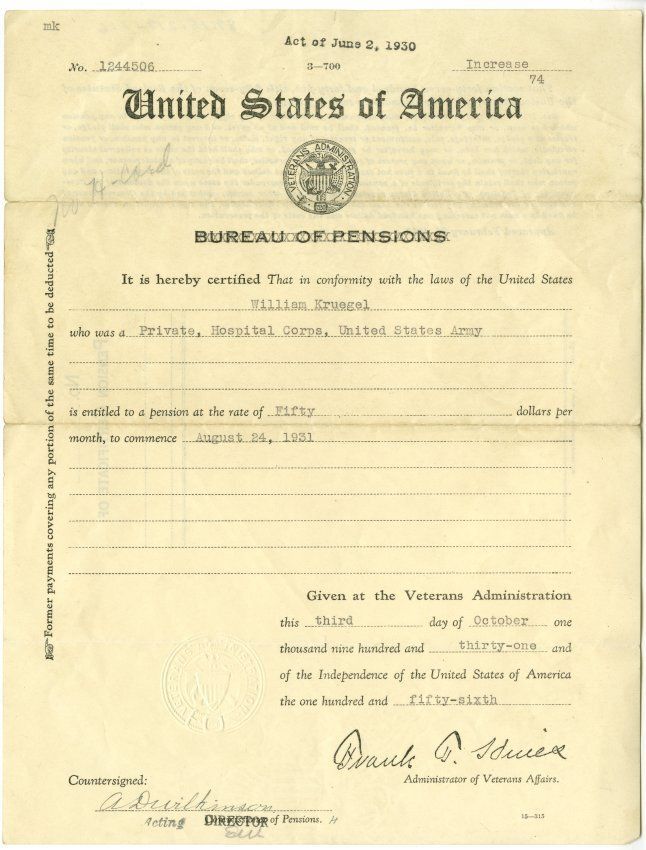 mk
Act of June 2, 1930
No. 1244506 3—700 Increase
74
United States of America
VETERANS ADMINISTRATION
BUREAU OF PENSIONS
It is hereby certified That in conformity with the laws of the United States
William Kruegel
who was a Private, Hospital Corps, United States Army
is entitled to a pension at the rate of Fifty dollars per
month, to commence August 24, 1931
Former payments covering any portion of the same time to be deducted
Given at the Veterans Administration
this third day of October one
thousand nine hundred and thirty-one and
of the Independence of the United States of America
the one hundred and fifty-sixth
Frank T. Hines
Administrator of Veterans Affairs.
Countersigned:
A D Wilkinson
Acting DIRECTOR of Pensions.
15—315